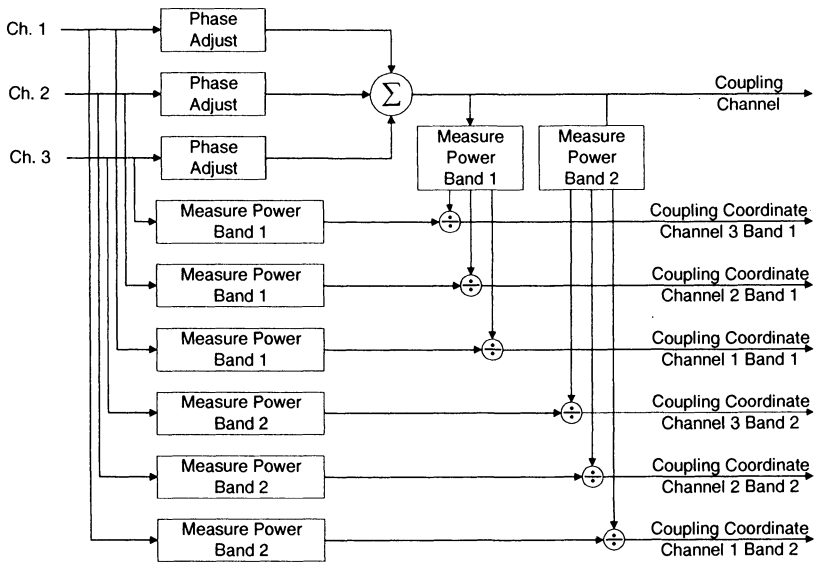 Ch. 1
Phase
Adjust
Ch. 2
Phase
Adjust
Σ
Coupling
Channel
Ch. 3
Phase
Adjust
Measure
Power
Band 1
Measure
Power
Band 2
Measure Power
Band 1
÷
Coupling Coordinate
Channel 3 Band 1
Measure Power
Band 1
÷
Coupling Coordinate
Channel 2 Band 1
Measure Power
Band 1
÷
Coupling Coordinate
Channel 1 Band 1
Measure Power
Band 2
÷
Coupling Coordinate
Channel 3 Band 2
Measure Power
Band 2
÷
Coupling Coordinate
Channel 2 Band 2
Measure Power
Band 2
÷
Coupling Coordinate
Channel 1 Band 2